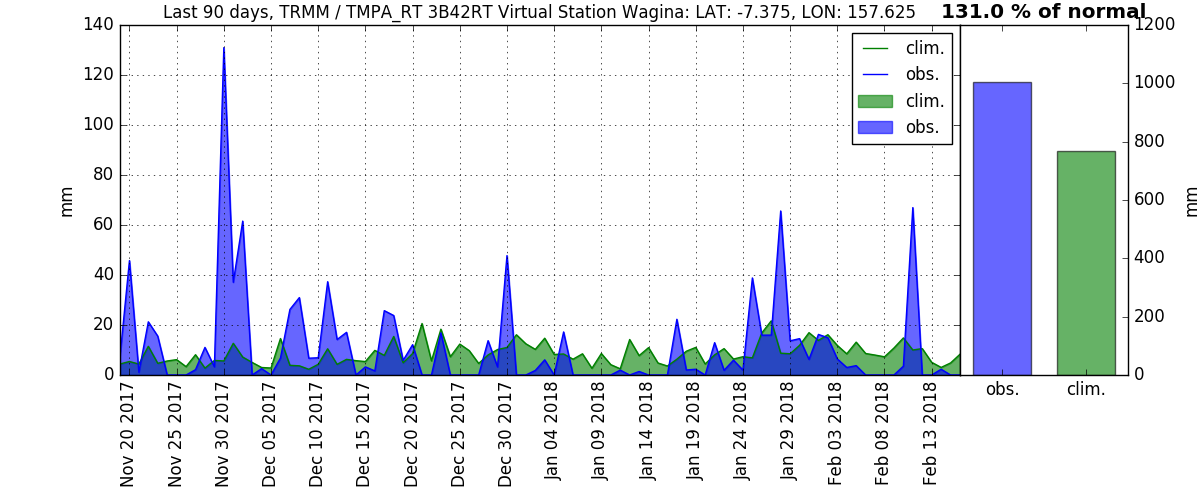 Last 90 days, TRMM / TMPA_RT 3B42RT Virtual Station Wagina: LAT: -7.375, LON: 157.625
131.0 % of normal
140
120
100
80
60
40
20
0
mm
clim.
obs.
clim.
obs.
Nov 20 2017
Nov 25 2017
Nov 30 2017
Dec 05 2017
Dec 10 2017
Dec 15 2017
Dec 20 2017
Dec 25 2017
Dec 30 2017
Jan 04 2018
Jan 09 2018
Jan 14 2018
Jan 19 2018
Jan 24 2018
Jan 29 2018
Feb 03 2018
Feb 08 2018
Feb 13 2018
1200
1000
800
600
400
200
0
mm
obs.
clim.